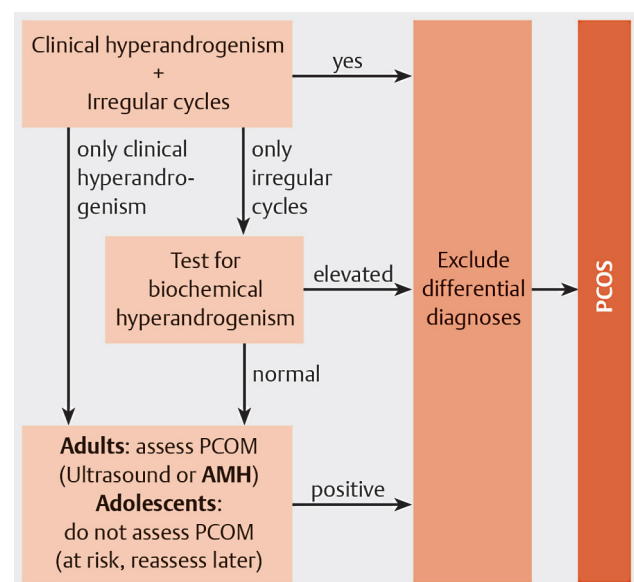 Clinical hyperandrogenism
+
Irregular cycles
yes
only clinical
hyperandro-
genism
only
irregular
cycles
Test for
biochemical
hyperandrogenism
elevated
Exclude
differential
diagnoses
PCOS
normal
Adults: assess PCOM
(Ultrasound or AMH)
Adolescents:
do not assess PCOM
(at risk, reassess later)
positive